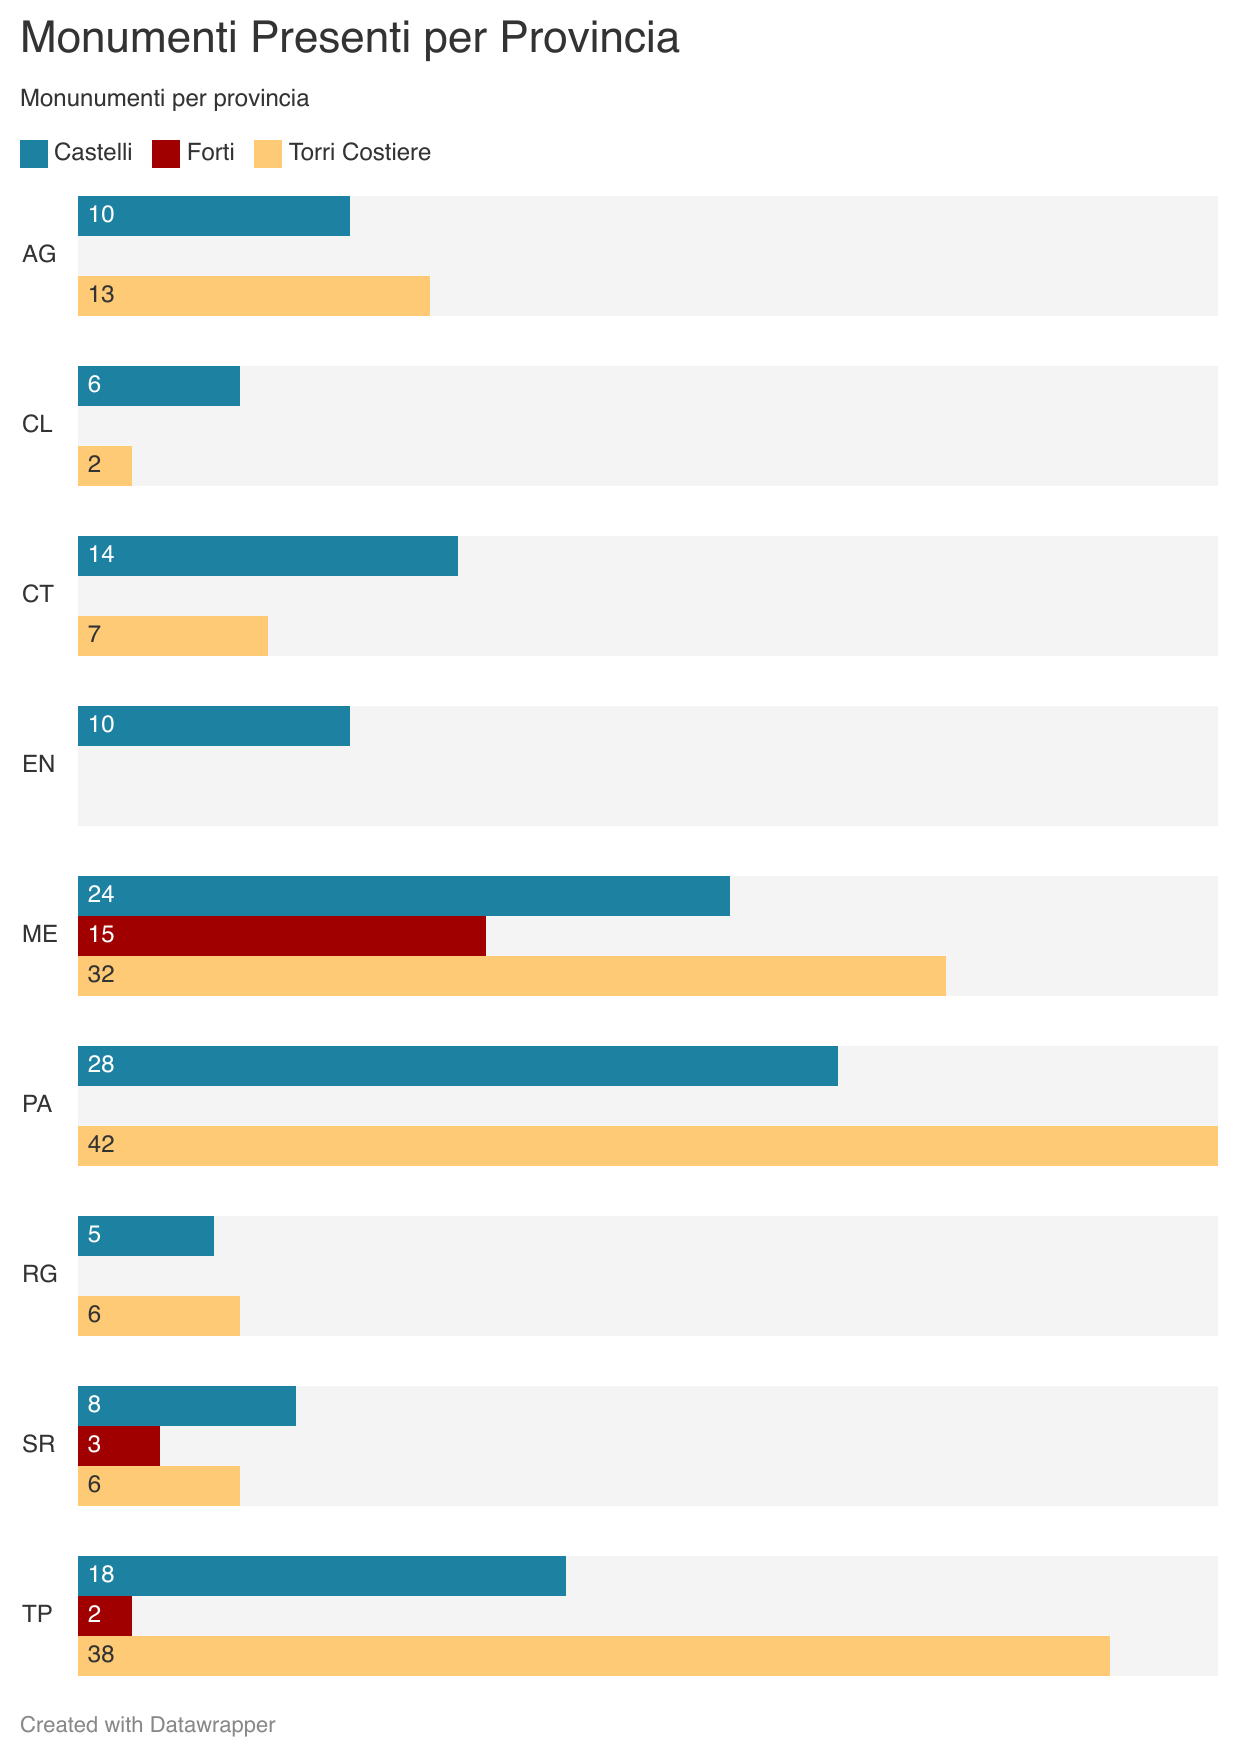 Monumenti Presenti per Provincia
Monunumenti per provincia
Castelli Forti Torri Costiere
10
AG
13
6
CL
2
14
CT
7
10
EN
24
ME 15
32
28
PA
42
5
RG
6
8
SR 3
6
18
TP 2
38
Created with Datawrapper